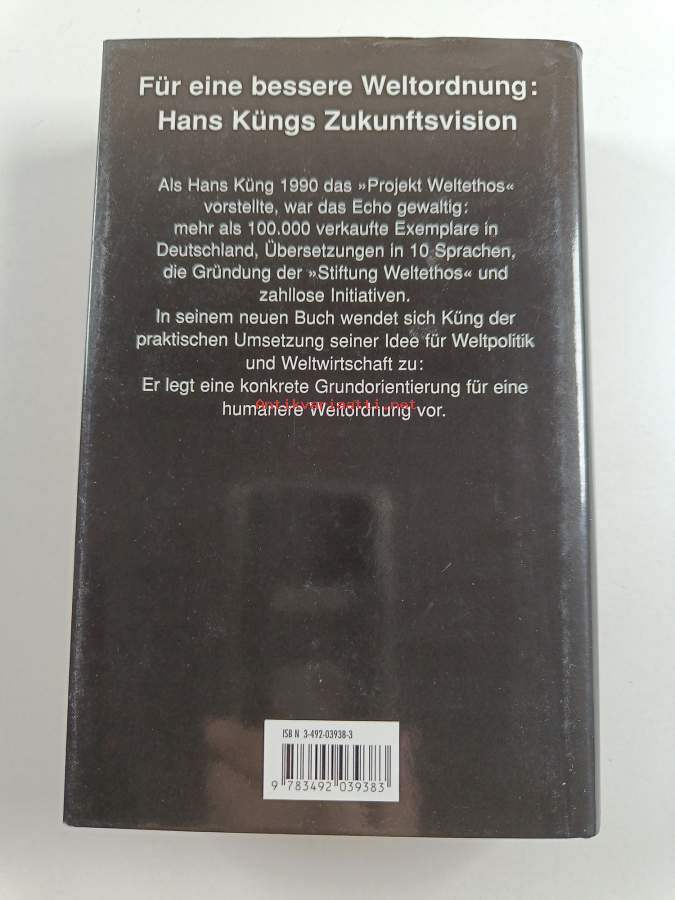 Für eine bessere Weltordnung:
Hans Küngs Zukunftsvision
Als Hans Küng 1990 das »Projekt Weltethos«
vorstellte, war das Echo gewaltig:
mehr als 100.000 verkaufte Exemplare in
Deutschland, Übersetzungen in 10 Sprachen,
die Gründung der »Stiftung Weltethos« und
zahllose Initiativen.
In seinem neuen Buch wendet sich Küng der
praktischen Umsetzung seiner Idee für Weltpolitik
und Weltwirtschaft zu:
Er legt eine konkrete Grundorientierung für eine
Antikvariaatti.net
humanere Weltordnung vor.
ISBN 3-492-03938-3
9 783492 039383